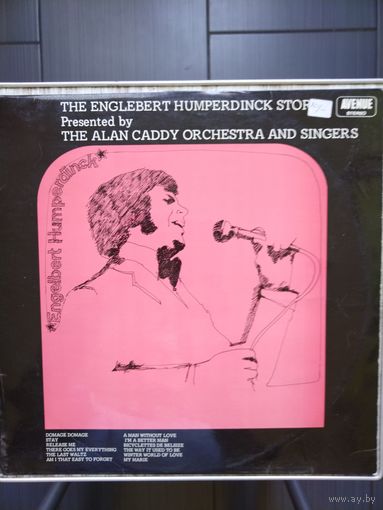 THE ENGLEBERT HUMPERDINCK STOR
AVENUE
STEREO
Presented by
THE ALAN CADDY ORCHESTRA AND SINGERS
*Engelbert Humperdinck*
DOMAGE DOMAGE
STAY
RELEASE ME
THERE GOES MY EVERYTHING
THE LAST WALTZ
AM I THAT EASY TO FORGET
A MAN WITHOUT LOVE
I'M A BETTER MAN
BICYCLETTES DE BELSIZE
THE WAY IT USED TO BE
WINTER WORLD OF LOVE
MY MARIE
www.ay.by